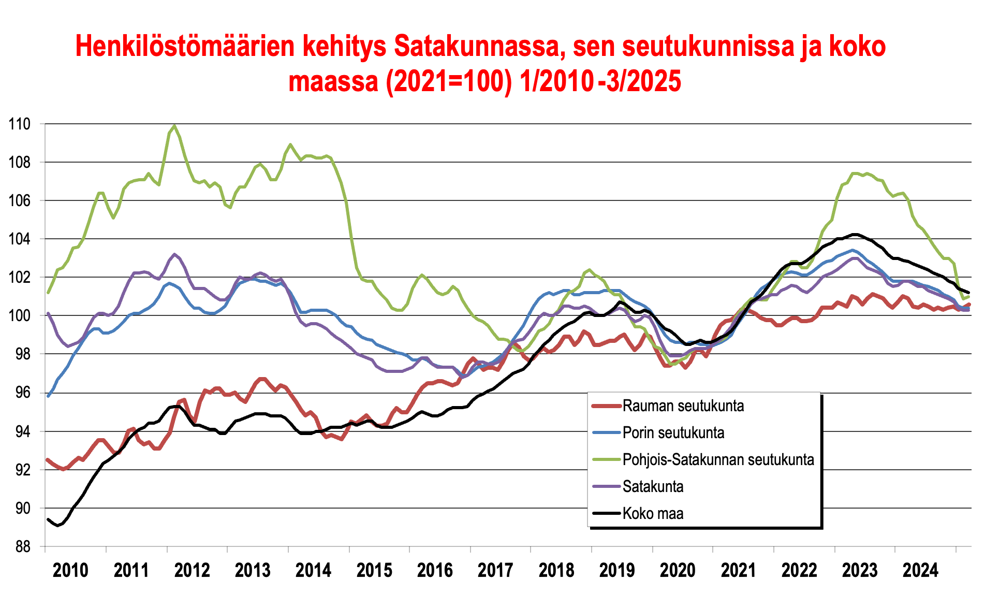 Henkilöstömäärien kehitys Satakunnassa, sen seutukunnissa ja koko
maassa (2021=100) 1/2010 -3/2025
110
108
106
104
102
100
98
96
94
92
90
88
Rauman seutukunta
Porin seutukunta
Pohjois-Satakunnan seutukunta
Satakunta
Koko maa
2010 2011 2012 2013 2014 2015 2016 2017 2018 2019 2020 2021 2022 2023 2024